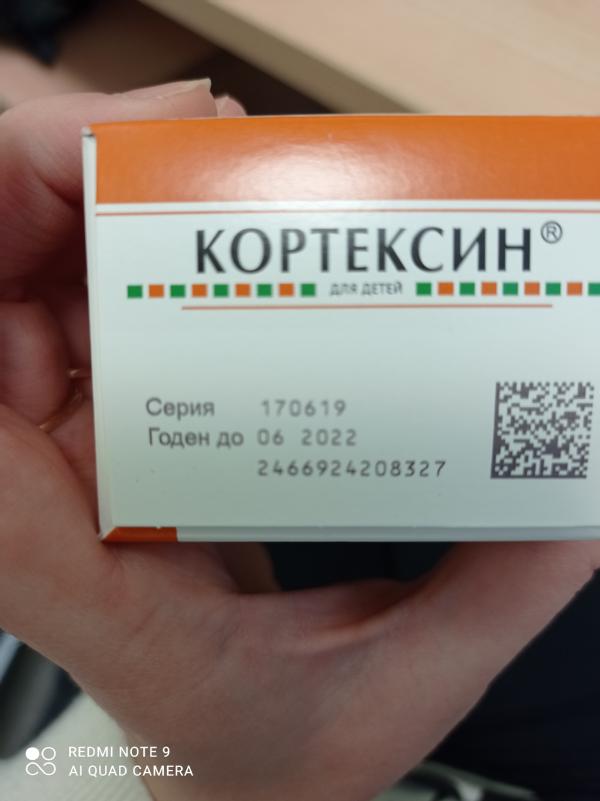 КОРТЕКСИН®
ДЛЯ ДЕТЕЙ
Серия 170619
Годен до 06 2022
2466924208327
REDMI NOTE 9
AI QUAD CAMERA